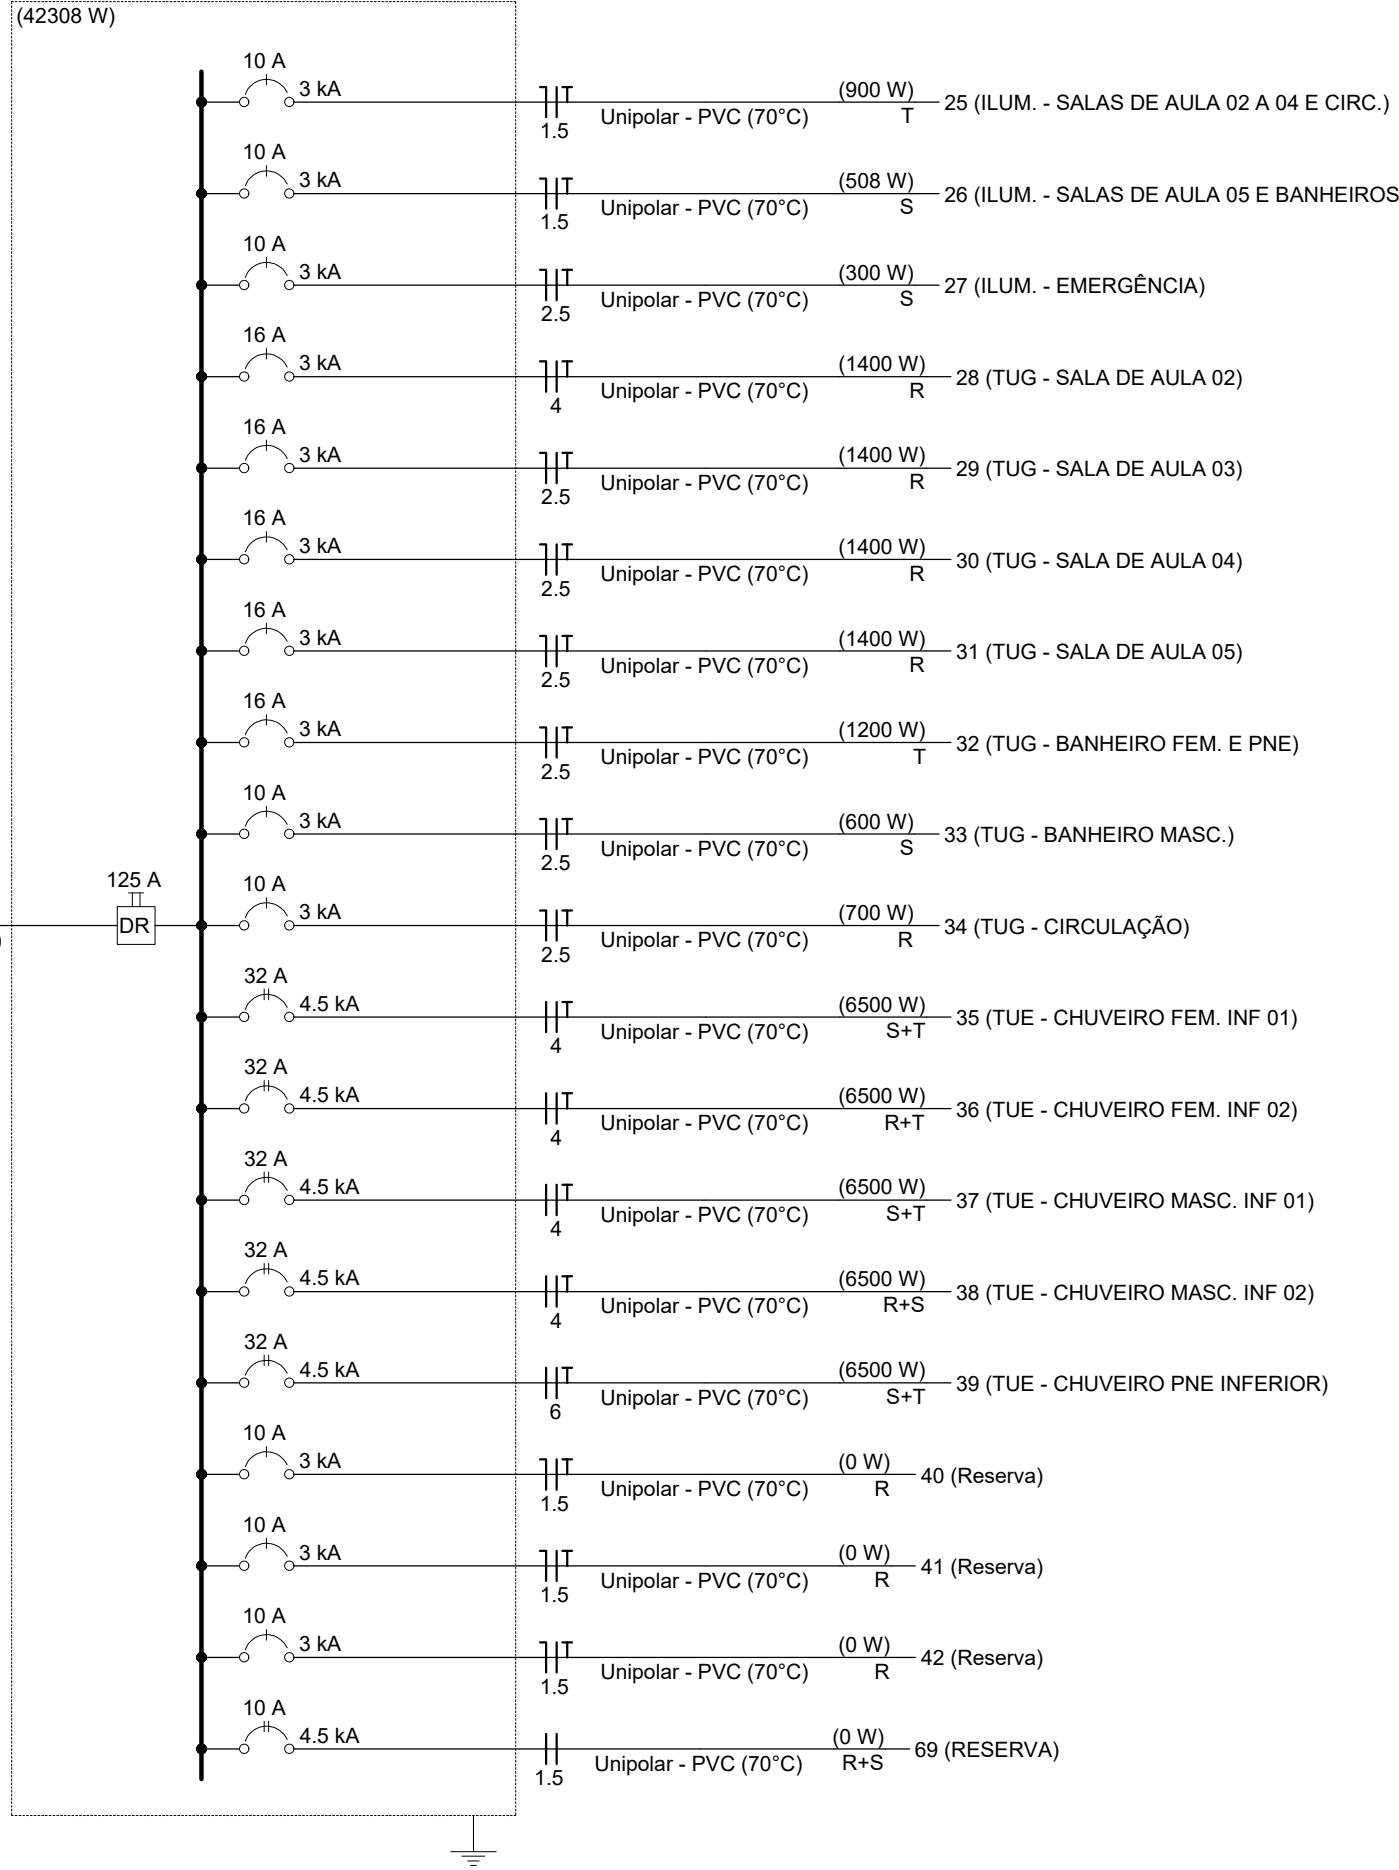 (42308 W)
10 A
3 kA
T
1.5
Unipolar - PVC (70°C)
(900 W)
T
25 (ILUM. - SALAS DE AULA 02 A 04 E CIRC.)
10 A
3 kA
T
1.5
Unipolar - PVC (70°C)
(508 W)
S
26 (ILUM. - SALAS DE AULA 05 E BANHEIROS
10 A
3 kA
T
2.5
Unipolar - PVC (70°C)
(300 W)
S
27 (ILUM. - EMERGÊNCIA)
16 A
3 kA
T
4
Unipolar - PVC (70°C)
(1400 W)
R
28 (TUG - SALA DE AULA 02)
16 A
3 kA
T
2.5
Unipolar - PVC (70°C)
(1400 W)
R
29 (TUG - SALA DE AULA 03)
16 A
3 kA
T
2.5
Unipolar - PVC (70°C)
(1400 W)
R
30 (TUG - SALA DE AULA 04)
16 A
3 kA
T
2.5
Unipolar - PVC (70°C)
(1400 W)
R
31 (TUG - SALA DE AULA 05)
16 A
3 kA
T
2.5
Unipolar - PVC (70°C)
(1200 W)
T
32 (TUG - BANHEIRO FEM. E PNE)
10 A
3 kA
T
2.5
Unipolar - PVC (70°C)
(600 W)
S
33 (TUG - BANHEIRO MASC.)
125 A
DR
)
10 A
3 kA
T
2.5
Unipolar - PVC (70°C)
(700 W)
R
34 (TUG - CIRCULAÇÃO)
32 A
4.5 kA
T
4
Unipolar - PVC (70°C)
(6500 W)
S+T
35 (TUE - CHUVEIRO FEM. INF 01)
32 A
4.5 kA
T
4
Unipolar - PVC (70°C)
(6500 W)
R+T
36 (TUE - CHUVEIRO FEM. INF 02)
32 A
4.5 kA
T
4
Unipolar - PVC (70°C)
(6500 W)
S+T
37 (TUE - CHUVEIRO MASC. INF 01)
32 A
4.5 kA
T
4
Unipolar - PVC (70°C)
(6500 W)
R+S
38 (TUE - CHUVEIRO MASC. INF 02)
32 A
4.5 kA
T
6
Unipolar - PVC (70°C)
(6500 W)
S+T
39 (TUE - CHUVEIRO PNE INFERIOR)
10 A
3 kA
T
1.5
Unipolar - PVC (70°C)
(0 W)
R
40 (Reserva)
10 A
3 kA
T
1.5
Unipolar - PVC (70°C)
(0 W)
R
41 (Reserva)
10 A
3 kA
T
1.5
Unipolar - PVC (70°C)
(0 W)
R
42 (Reserva)
10 A
4.5 kA
1.5
Unipolar - PVC (70°C)
(0 W)
R+S
69 (RESERVA)